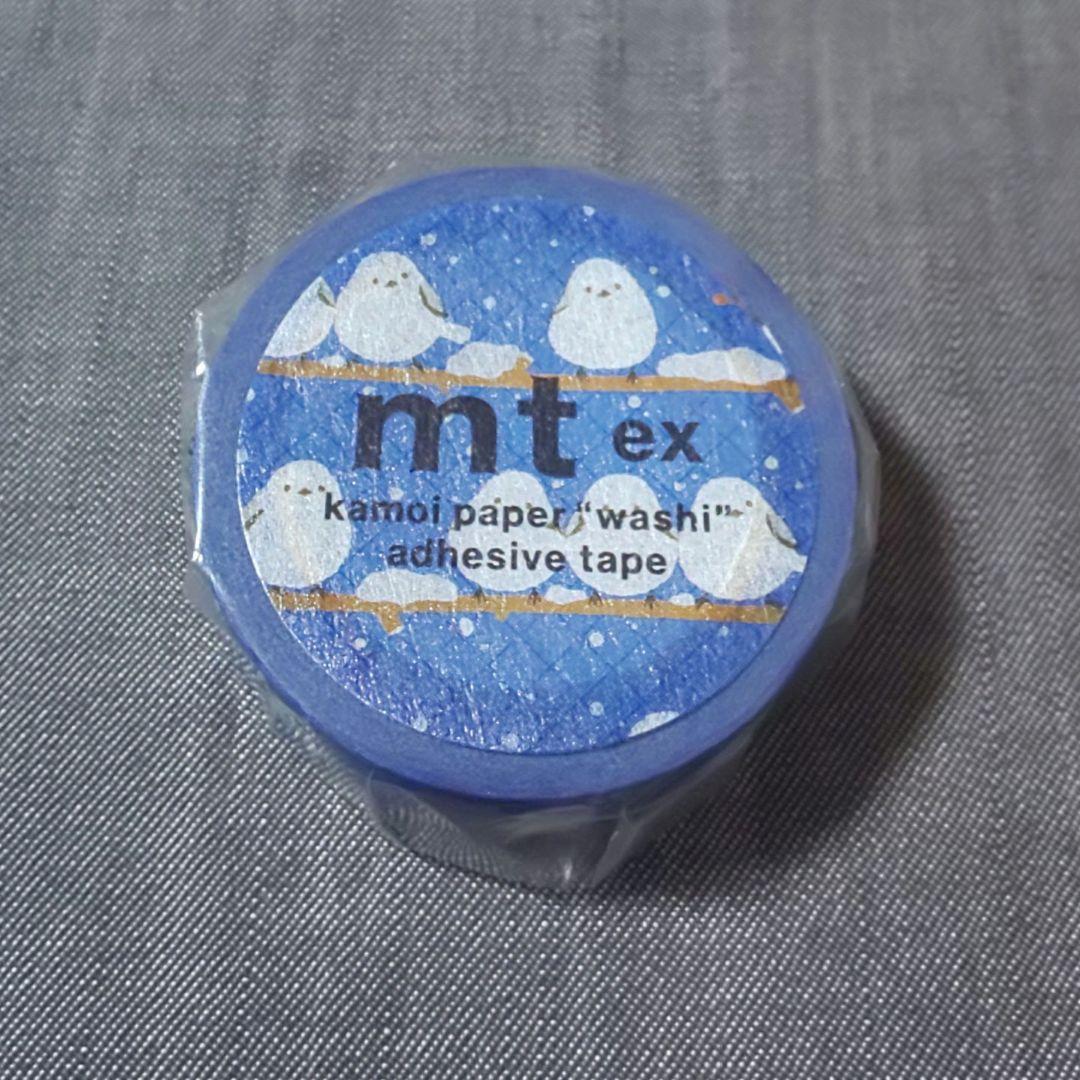 mt ex
kamoi paper “washi”
adhesive tape